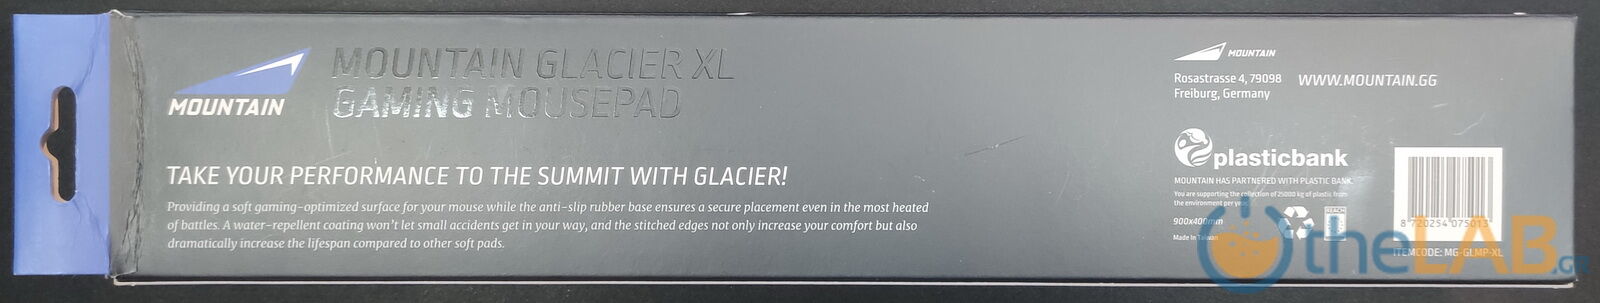 MOUNTAIN
MOUNTAIN GLACIER XL
GAMING MOUSEPAD
TAKE YOUR PERFORMANCE TO THE SUMMIT WITH GLACIER!
Providing a soft gaming-optimized surface for your mouse while the anti-slip rubber base ensures a secure placement even in the most heated
of battles. A water-repellent coating won't let small accidents get in your way, and the stitched edges not only increase your comfort but also
dramatically increase the lifespan compared to other soft pads.
MOUNTAIN
Rosastrasse 4, 79098
Freiburg, Germany
WWW.MOUNTAIN.GG
plasticbank
MOUNTAIN HAS PARTNERED WITH PLASTIC BANK.
You are supporting the collection of 25000 kg of plastic from
the environment per year.
900x400mm
Made In Taiwan
REACH
8 720254 075013
ITEMCODE: MG-GLMP-XL
theLAB.GR